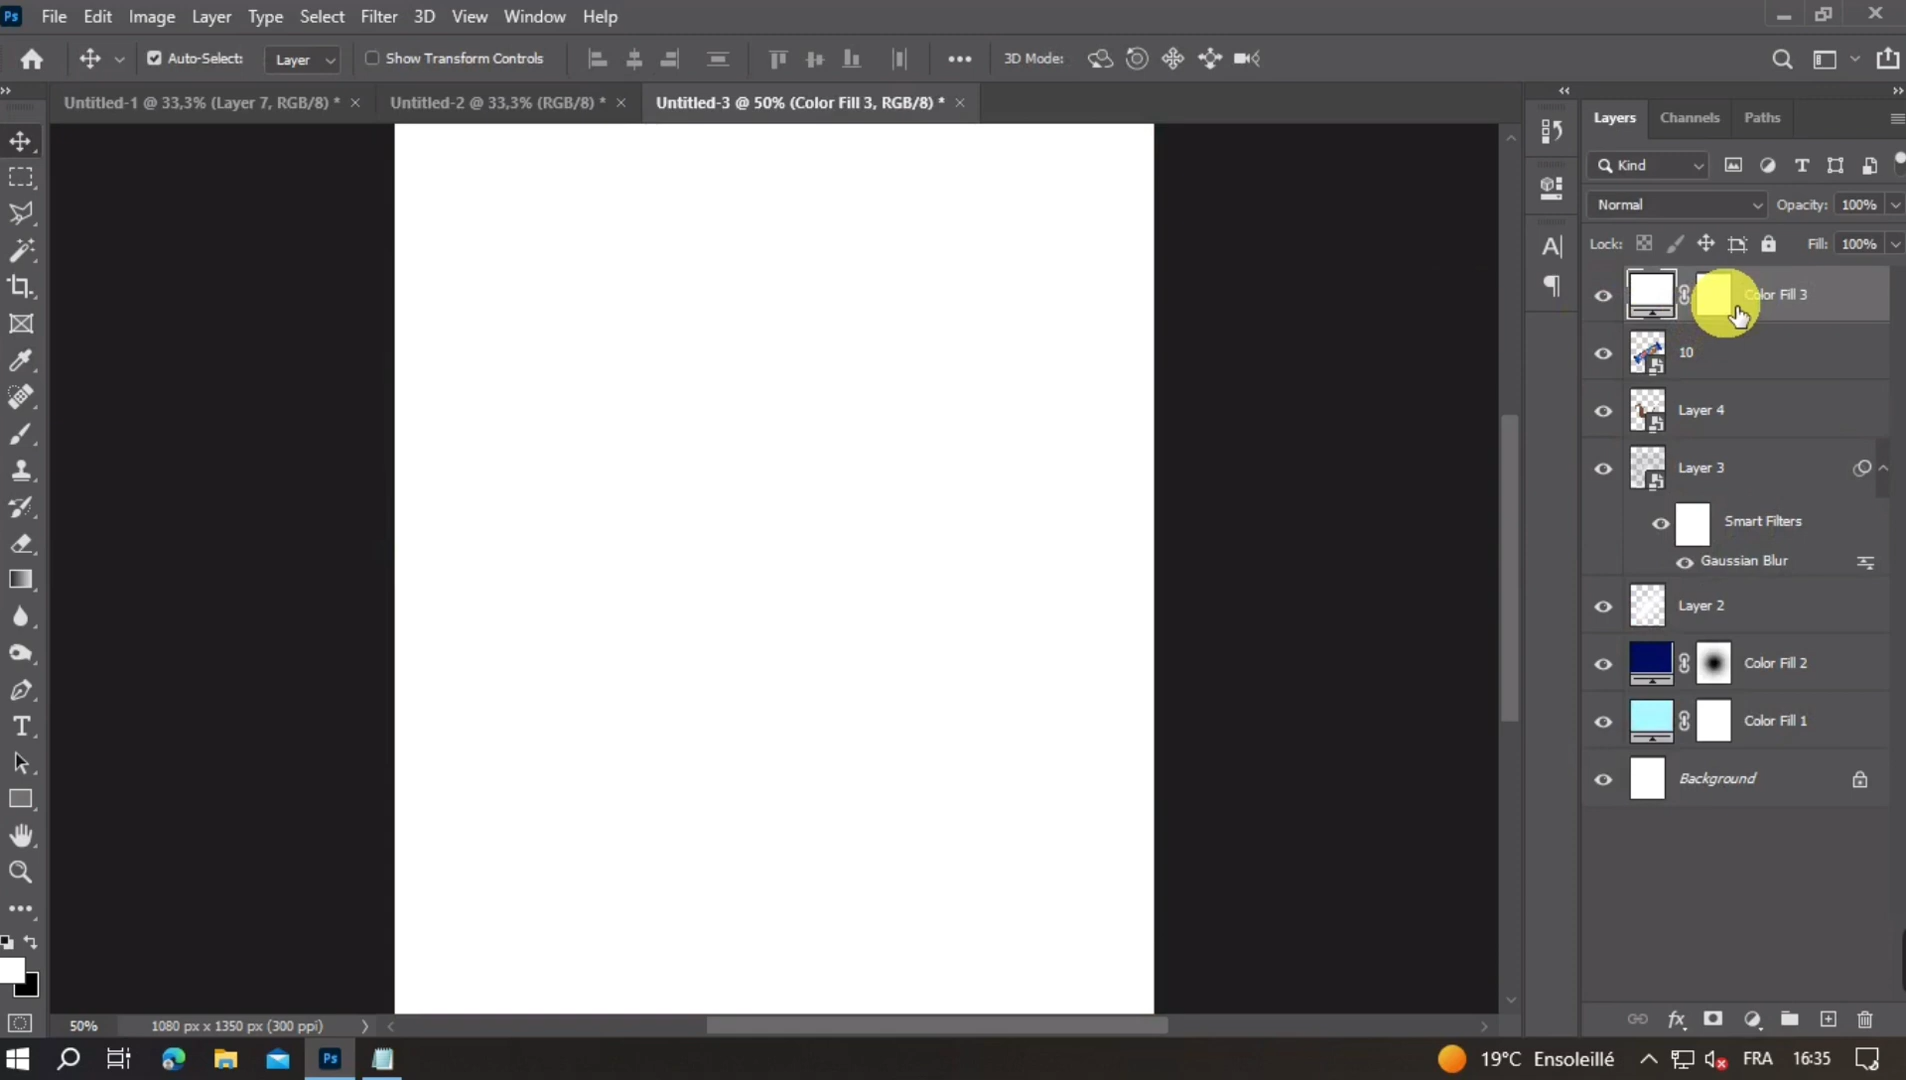 Ps File Edit Image Layer Type Select Filter 3D View Window Help
Auto-Select: Layer Show Transform Controls 3D Mode:
Untitled-1 @ 33,3% (Layer 7, RGB/8) * Untitled-2 @ 33,3% (RGB/8) * Untitled-3 @ 50% (Color Fill 3, RGB/8) *
Layers Channels Paths
Kind
Normal Opacity: 100%
Lock: Fill: 100%
Color Fill 3
10
Layer 4
Layer 3
Smart Filters
Gaussian Blur
Layer 2
Color Fill 2
Color Fill 1
Background
50% 1080 px x 1350 px (300 ppi)
Ps 19°C Ensoleillé FRA 16:35